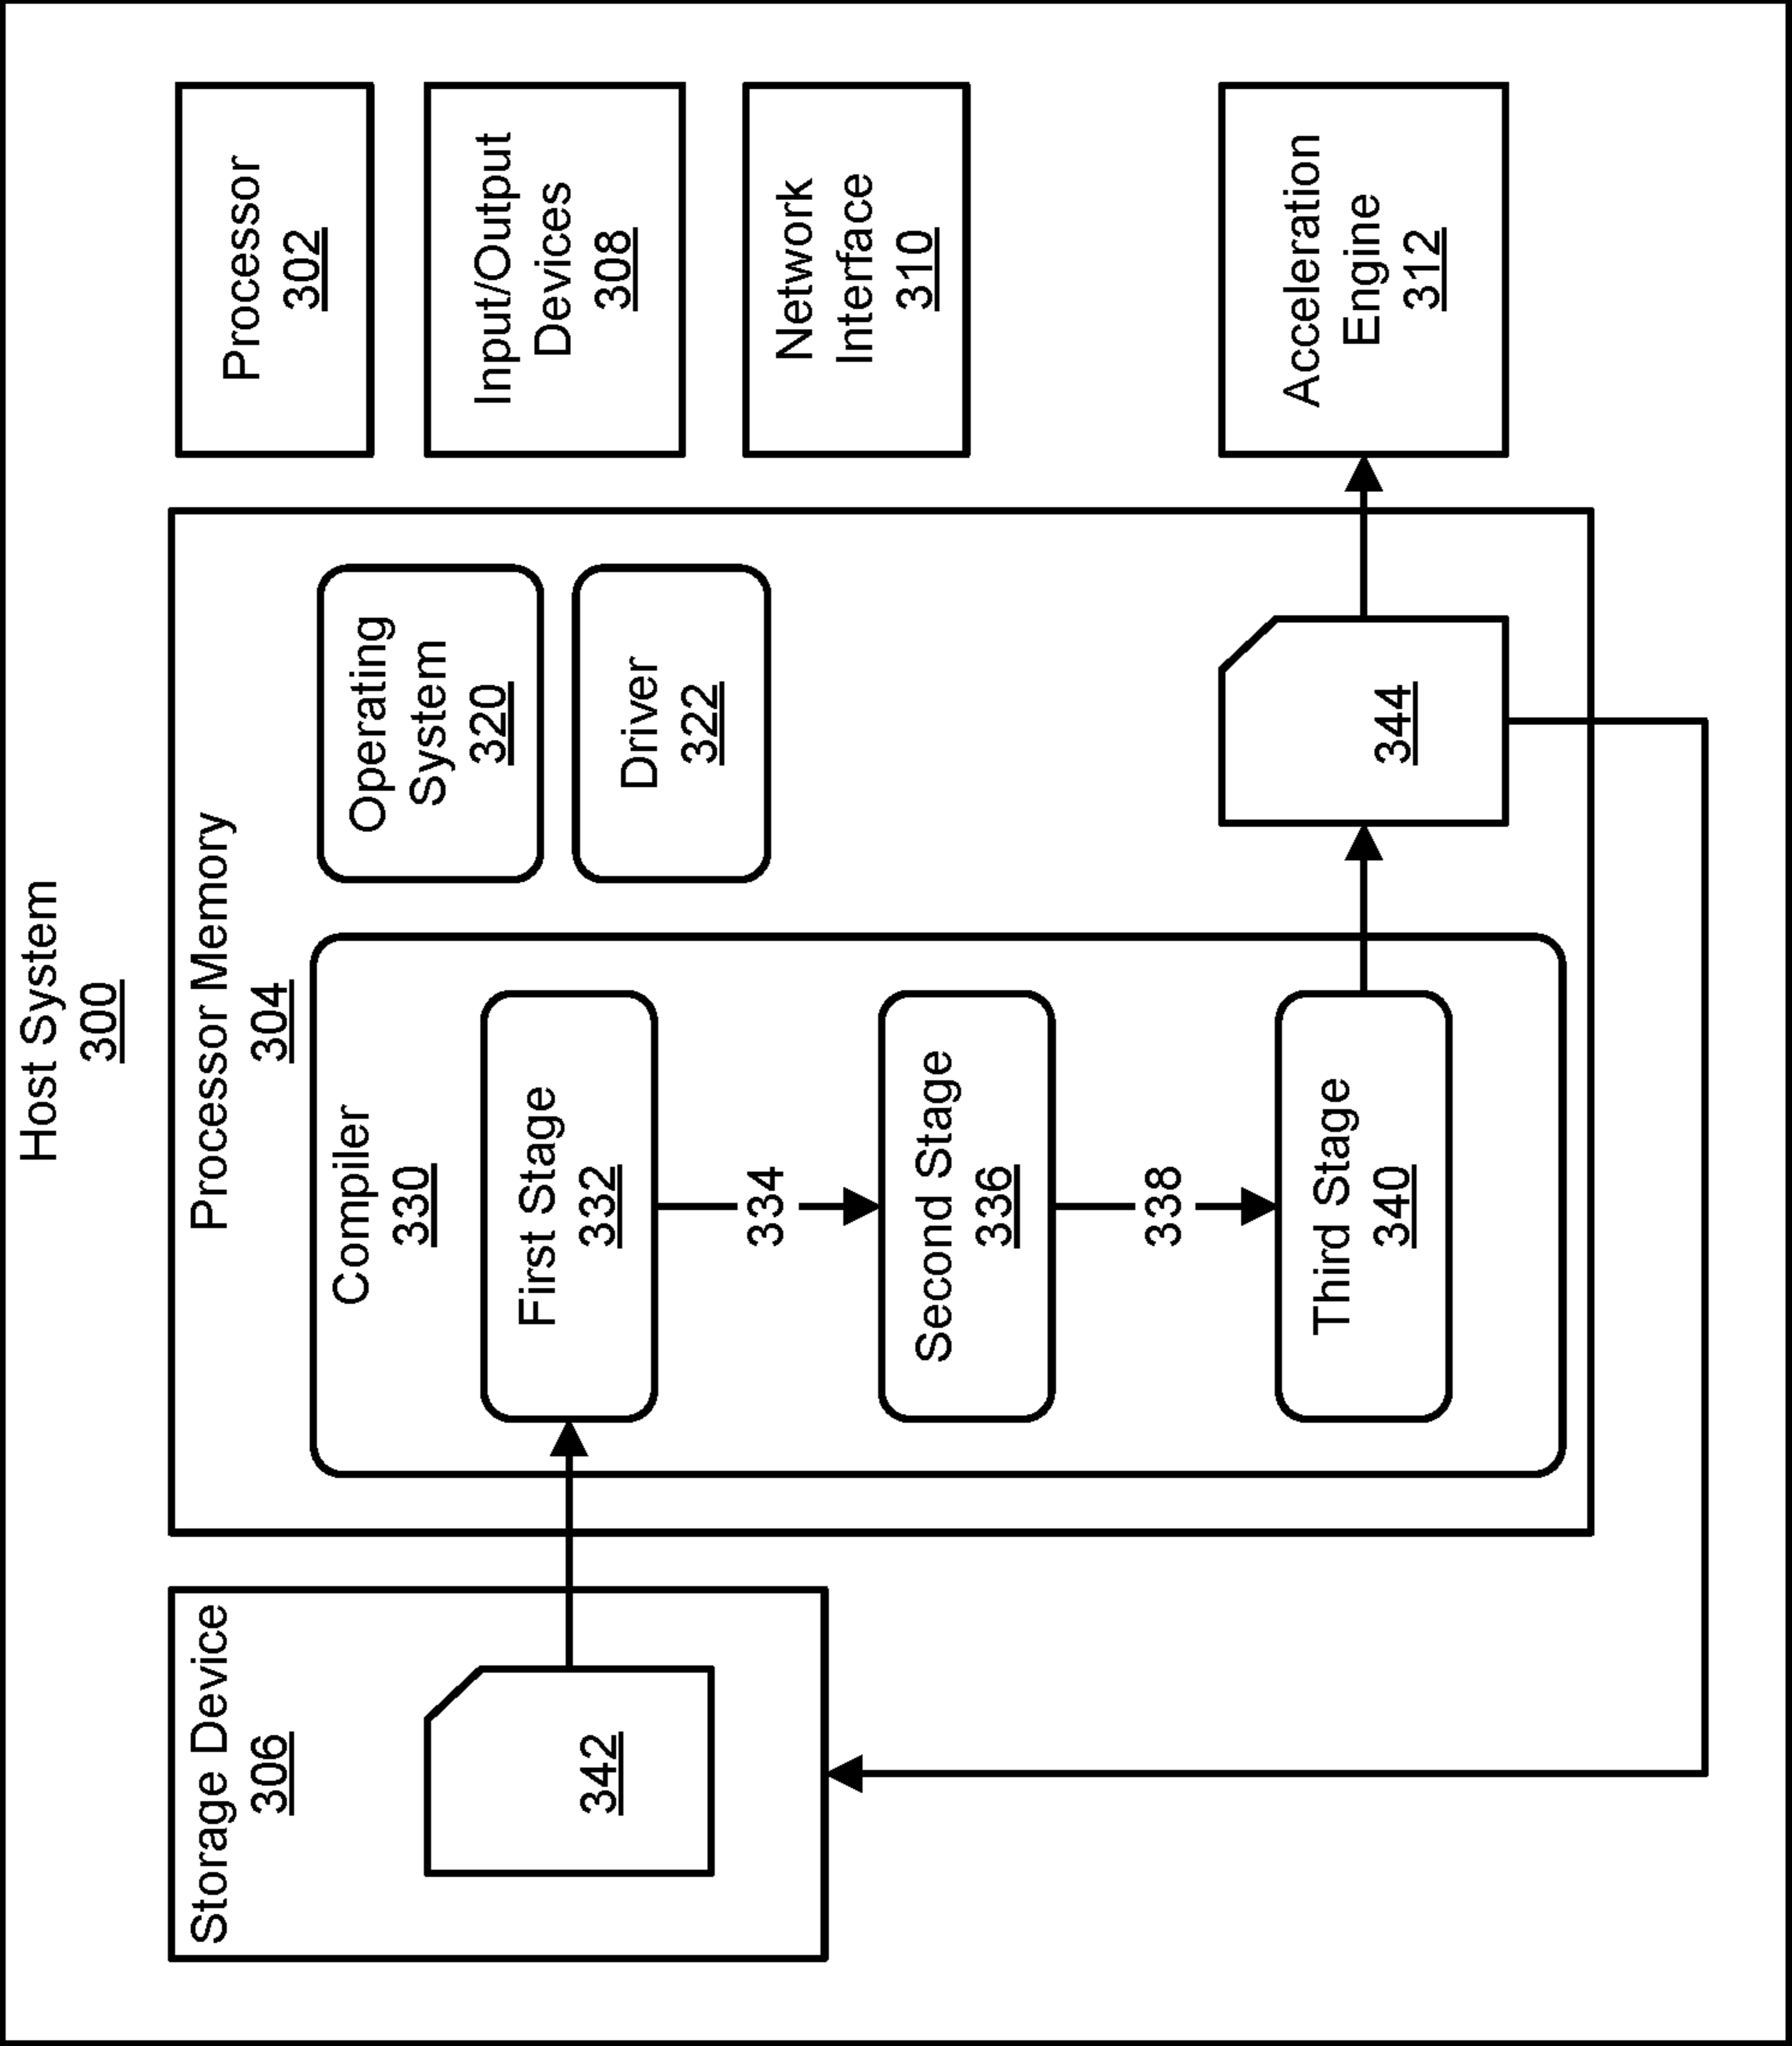 Host System
300
Storage Device
306
342
Processor Memory
304
Compiler
330
First Stage
332
334
Second Stage
336
338
Third Stage
340
Operating
System
320
Driver
322
344
Processor
302
Input/Output
Devices
308
Network
Interface
310
Acceleration
Engine
312